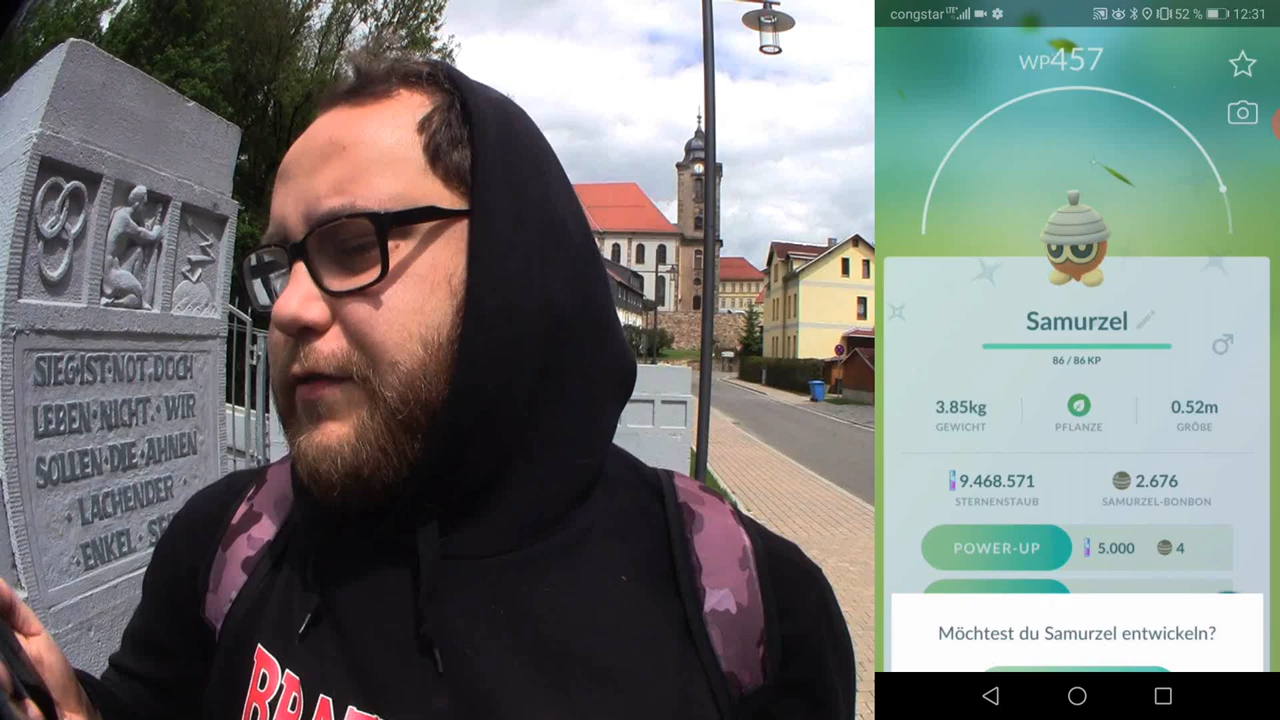 SIEG·IST·NOT·DOCH
LEBEN·NICHT·WIR
SOLLEN·DIE·AHNEN
LACHENDER
ENKEL
congstar LTE 52 % 12:31
WP457
Samurzel
86 / 86 KP
3.85kg 0.52m
GEWICHT PFLANZE GRÖßE
9.468.571 2.676
STERNENSTAUB SAMURZEL-BONBON
POWER-UP 5.000 4
Möchtest du Samurzel entwickeln?